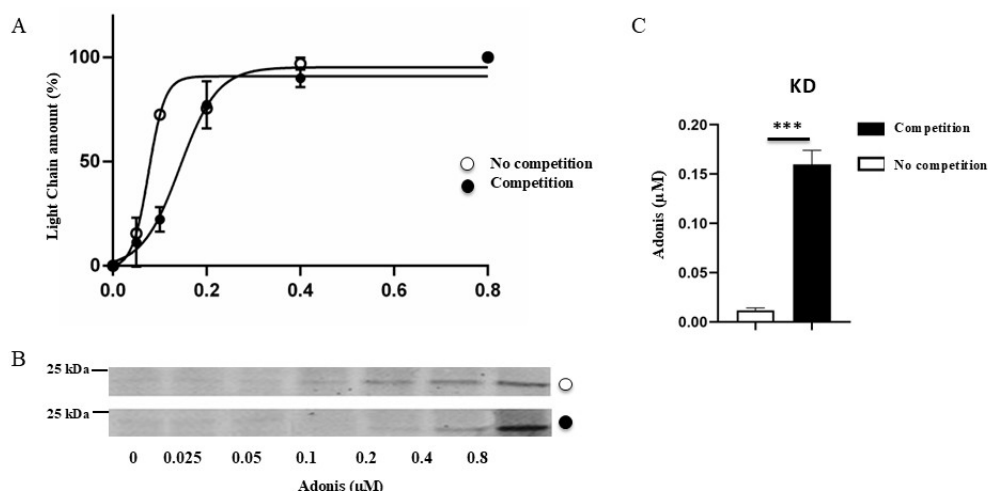 A
Light Chain amount (%)
100
50
0
0.0 0.2 0.4 0.6 0.8
No competition
Competition
C
KD
***
Adonis (µM)
0.20
0.15
0.10
0.05
0.00
Competition
No competition
B
25 kDa
25 kDa
0 0.025 0.05 0.1 0.2 0.4 0.8
Adonis (µM)